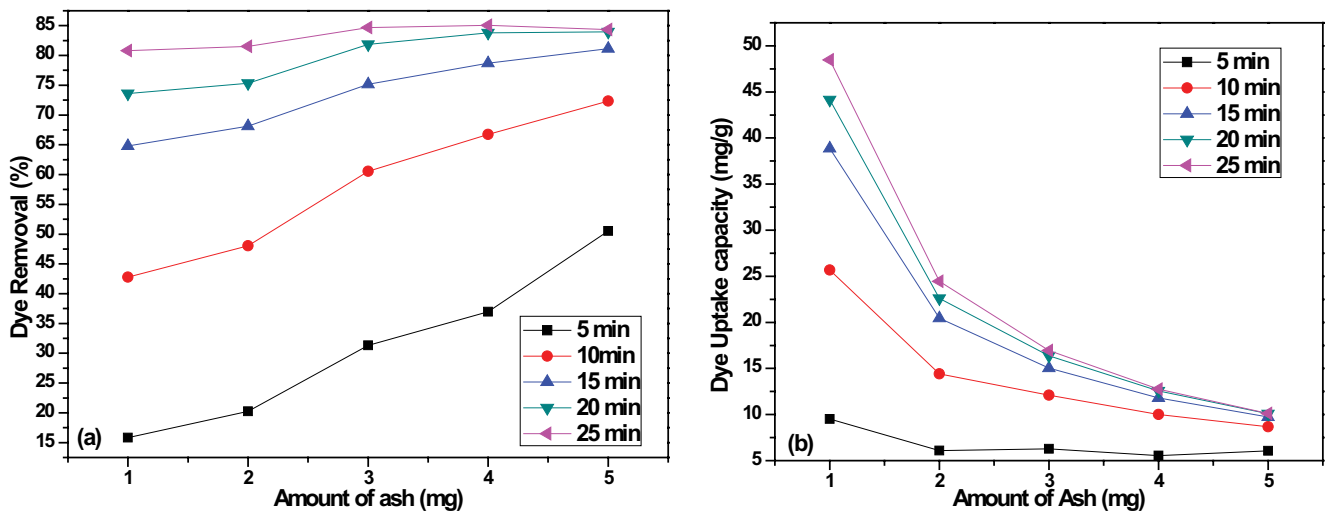 Dye Remvoval (%)
85
80
75
70
65
60
55
50
45
40
35
30
25
20
15
(a)
5 min
10min
15 min
20 min
25 min
1 2 3 4 5
Amount of ash (mg)
Dye Uptake capacity (mg/g)
50
45
40
35
30
25
20
15
10
5
(b)
5 min
10 min
15 min
20 min
25 min
1 2 3 4 5
Amount of Ash (mg)